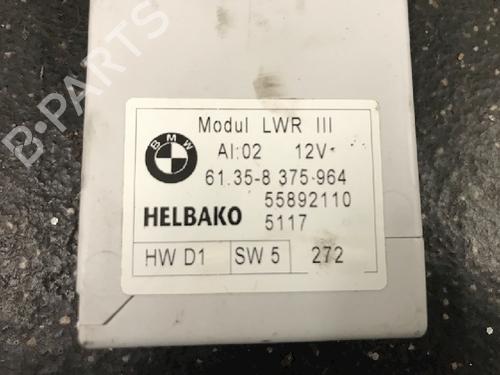 B-PARTS
BMW
Modul LWR III
AI:02 12V
61.35-8 375-964
55892110
HELBAKO 5117
HW D1 SW 5 272